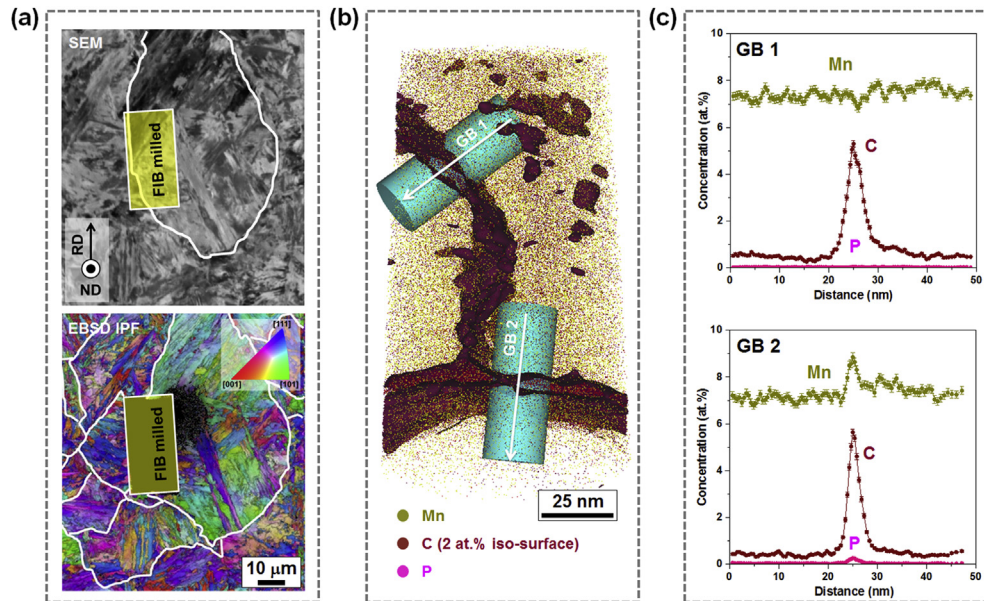 (a)
SEM
FIB milled
RD
ND
EBSD IPF
[111]
[001]
[101]
FIB milled
10 μm
(b)
GB 1
GB 2
25 nm
Mn
C (2 at.% iso-surface)
P
(c)
GB 1
Mn
C
P
Concentration (at.%)
10
8
6
4
2
0
0 10 20 30 40 50
Distance (nm)
GB 2
Mn
C
P
Concentration (at.%)
10
8
6
4
2
0
0 10 20 30 40 50
Distance (nm)